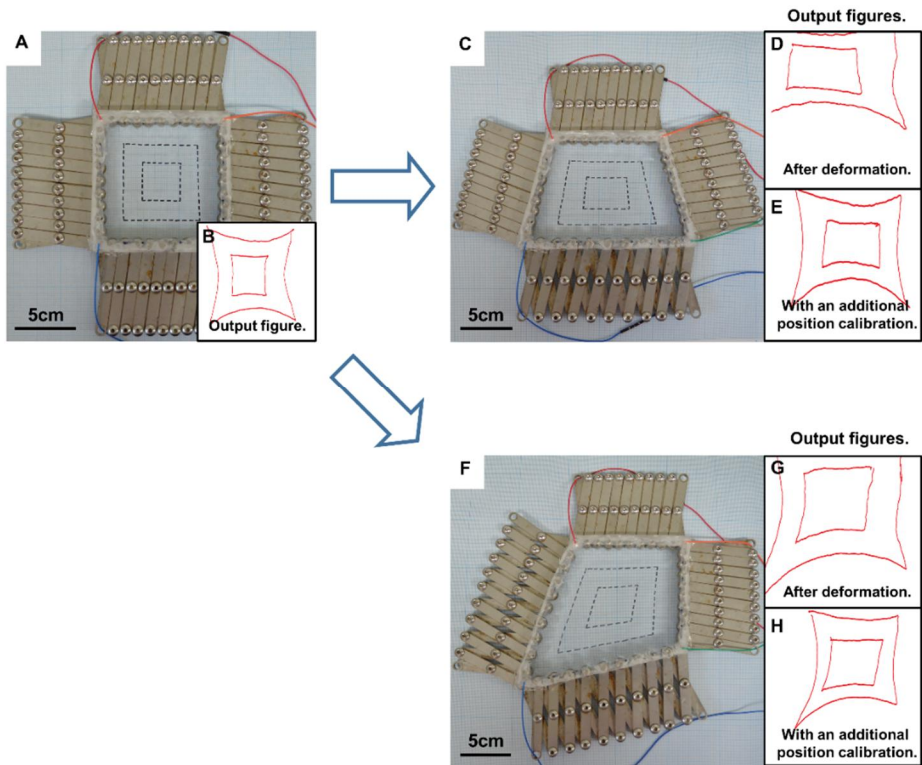 A
B
Output figure.
5cm
C
5cm
Output figures.
D
After deformation.
E
With an additional
position calibration.
F
5cm
Output figures.
G
After deformation.
H
With an additional
position calibration.